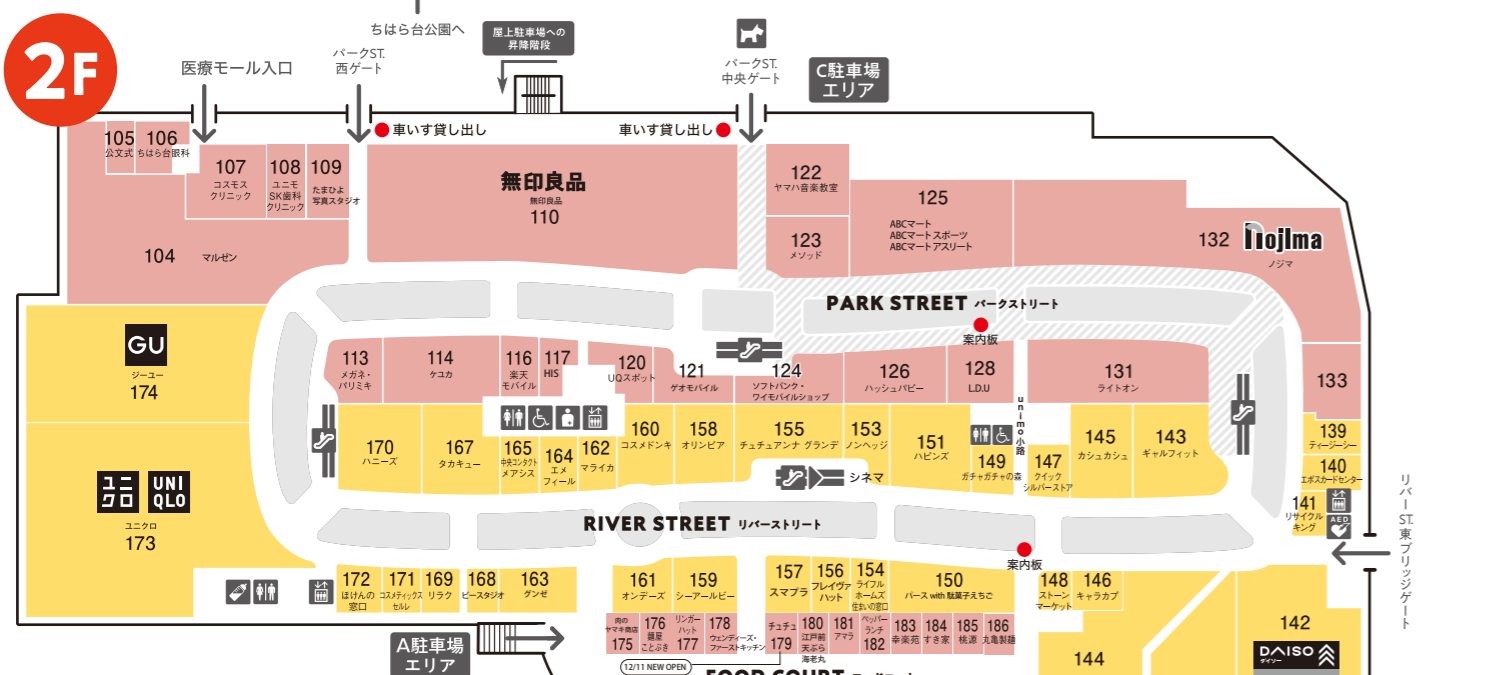 2F
ちはら台公園へ
医療モール入口
パークST.
西ゲート
屋上駐車場への
昇降階段
パークST.
中央ゲート
C駐車場
エリア
車いす貸し出し
車いす貸し出し
105
公文式
106
ちはら台眼科
107
コスモス
クリニック
108
ユニモ
SK歯科
クリニック
109
たまひよ
写真スタジオ
104 マルゼン
無印良品
無印良品
110
122
ヤマハ音楽教室
123
メソッド
125
ABCマート
ABCマートスポーツ
ABCマートアスリート
132 nojima
ノジマ
PARK STREET パークストリート
案内板
GU
ジーユー
174
113
メガネ・
パリミキ
114
ケユカ
116
楽天
モバイル
117
HIS
120
UQスポット
121
ゲオモバイル
124
ソフトバンク・
ワイモバイルショップ
126
ハッシュパピー
128
L.D.U
131
ライトオン
133
unimo小路
170
ハニーズ
167
タカキュー
165
中央コンタクト
メアシス
164
エメ
フィール
162
マライカ
160
コスメドンキ
158
オリンピア
155
チュチュアンナ グランデ
153
ノンヘッジ
151
ハピンズ
149
ガチャガチャの森
147
クイック
シルバーストア
145
カシュカシュ
143
ギャルフィット
139
ティージーシー
140
エポスカードセンター
141
リサイクル
キング
AED
シネマ
ユニ
クロ
UNI
QLO
ユニクロ
173
RIVER STREET リバーストリート
案内板
リバーST.東ブリッジゲート
172
ほけんの
窓口
171
コスメティックス
セルレ
169
リラク
168
ビースタジオ
163
グンゼ
161
オンデーズ
159
シーアールビー
157
スマプラ
156
フレイヴァ
ハット
154
ライフル
ホームズ
住まいの窓口
150
バース with 駄菓子えちご
148
ストーン
マーケット
146
キャラカプ
肉の
ヤマキ商店
175
176
麺屋
ことぶき
リンガー
ハット
177
178
ウェンディーズ・
ファーストキッチン
チュチュ
179
180
江戸前
天ぷら
海老丸
181
アマラ
ペッパー
ランチ
182
183
幸楽苑
184
すき家
185
桃源
186
丸亀製麺
142
DAISO
ダイソー
144
A駐車場
エリア
12/11 NEW OPEN
FOOD COURT